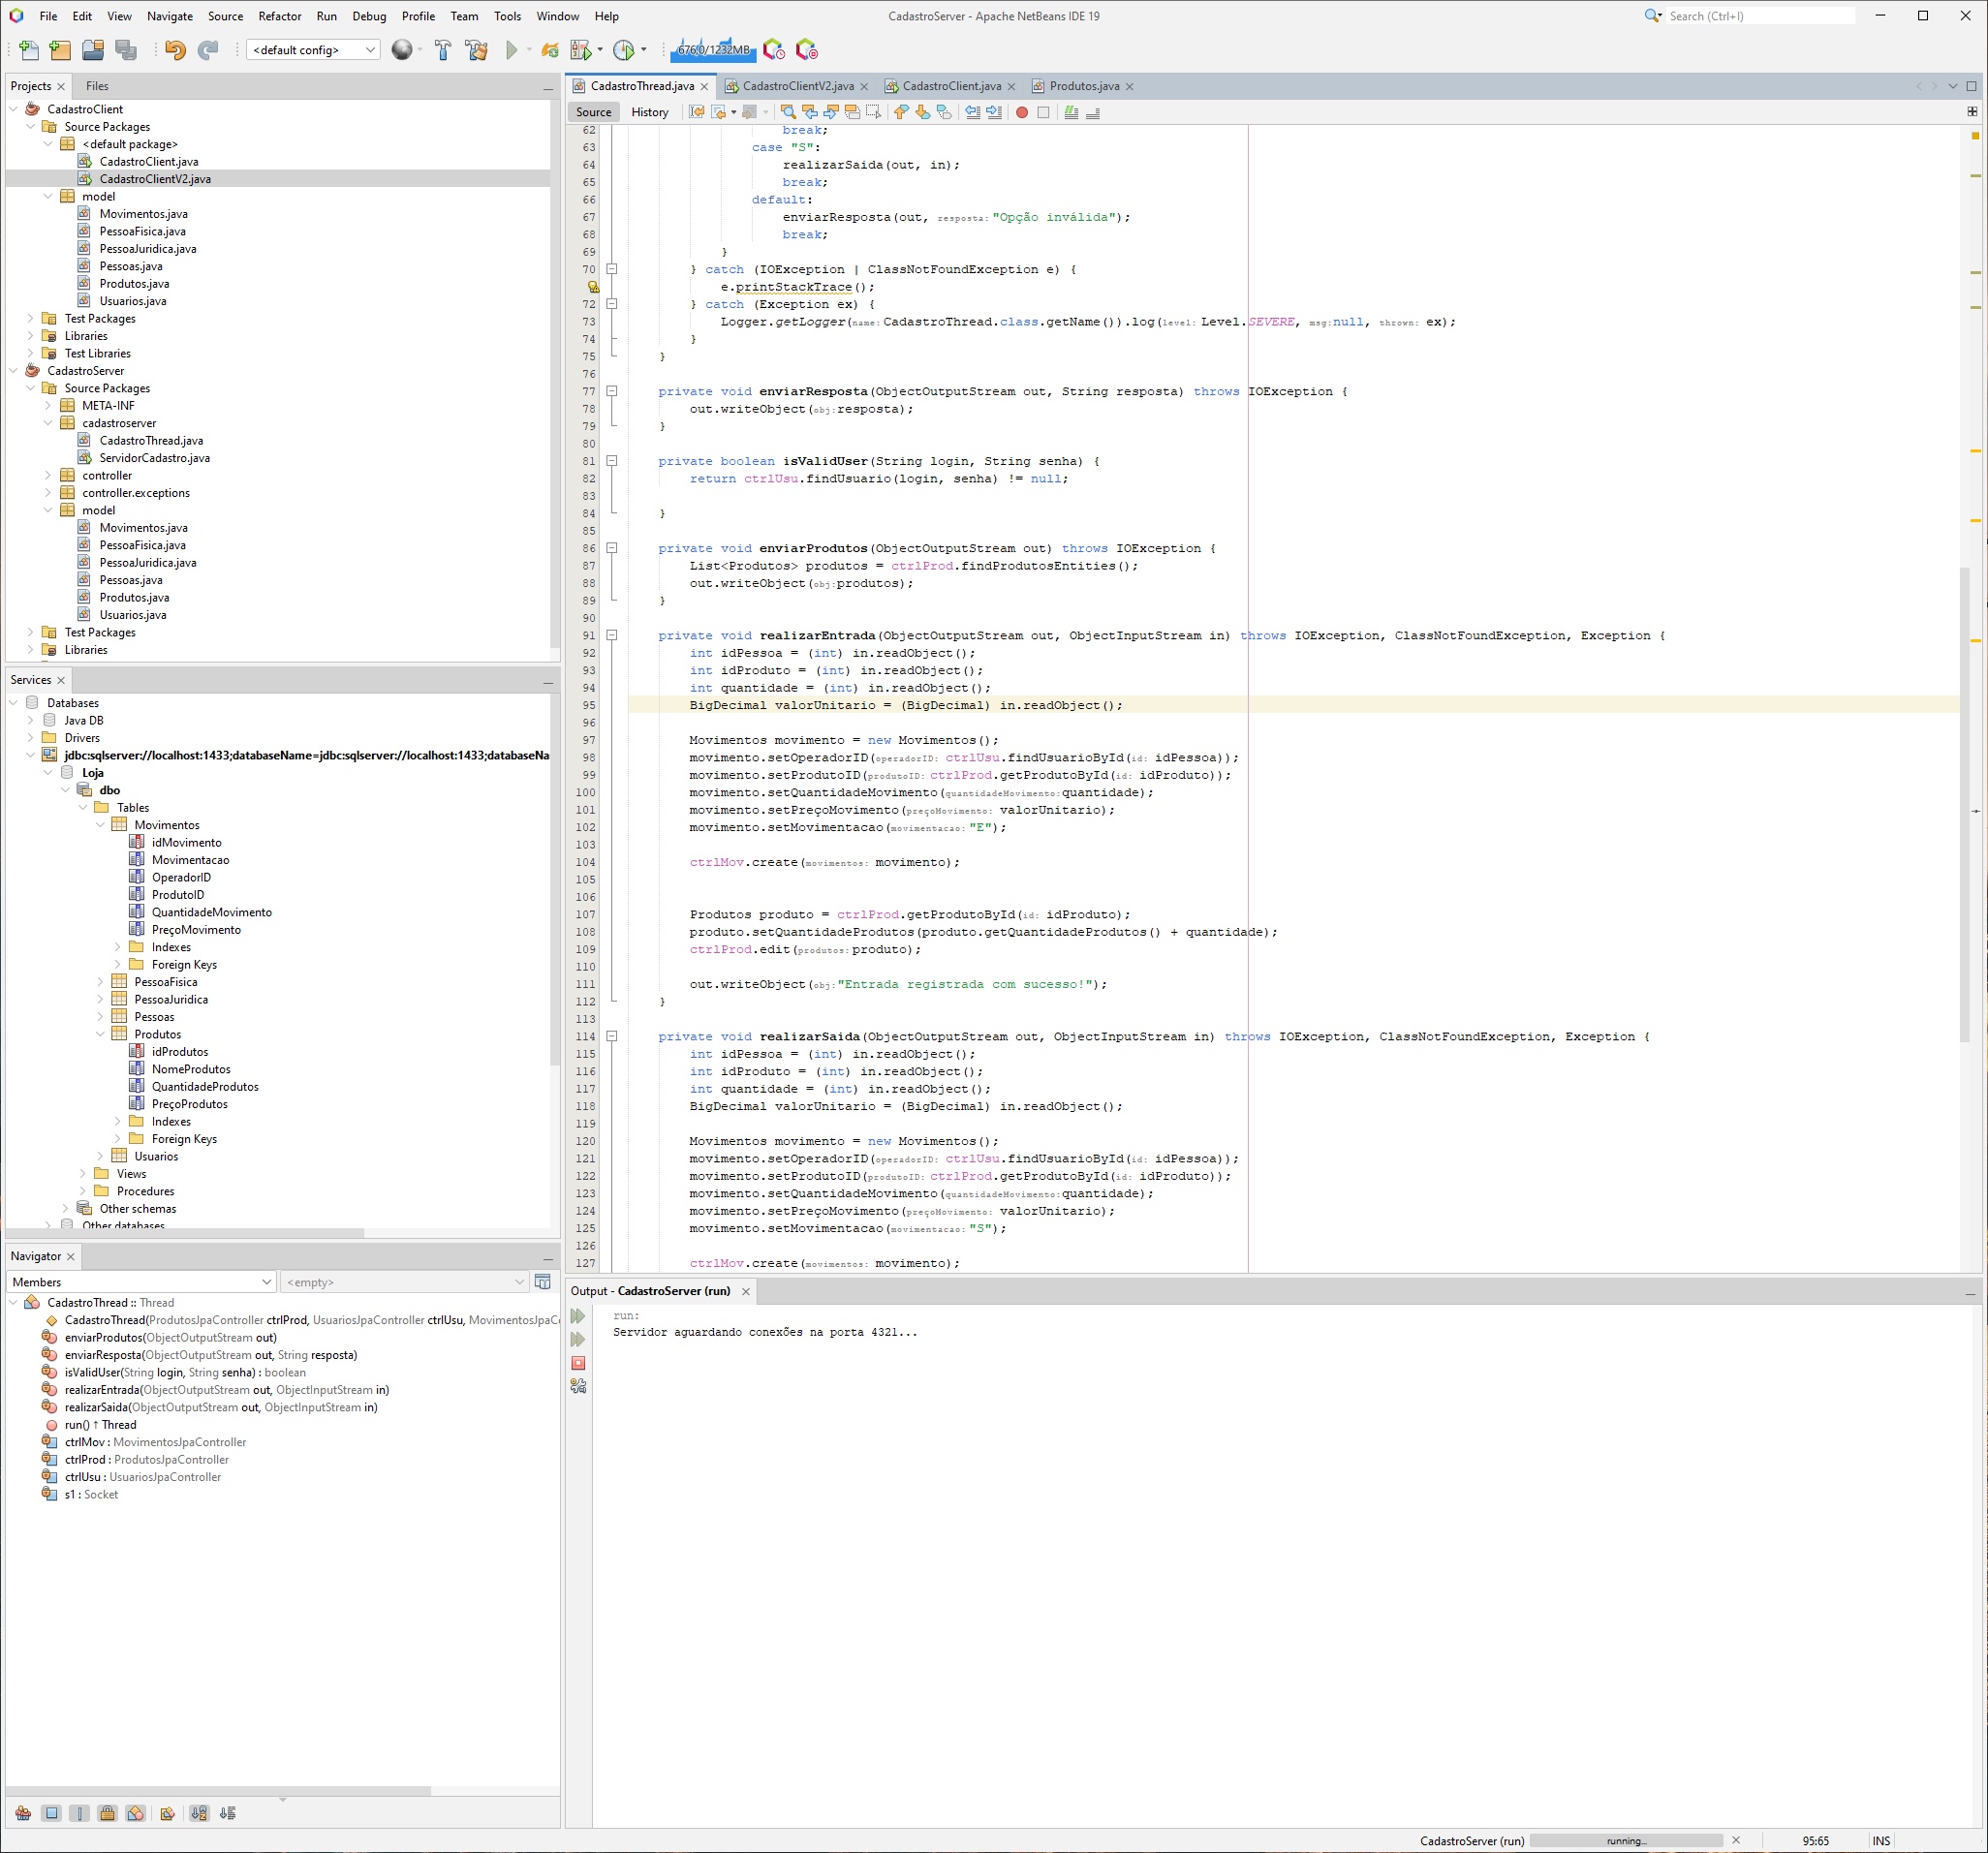 File Edit View Navigate Source Refactor Run Debug Profile Team Tools Window Help
CadastroServer - Apache NetBeans IDE 19
Search (Ctrl+I)
<default config>
676,0/1232MB
Projects
Files
CadastroClient
Source Packages
<default package>
CadastroClient.java
CadastroClientV2.java
model
Movimentos.java
PessoaFisica.java
PessoaJuridica.java
Pessoas.java
Produtos.java
Usuarios.java
Test Packages
Libraries
Test Libraries
CadastroServer
Source Packages
META-INF
cadastroserver
CadastroThread.java
ServidorCadastro.java
controller
controller.exceptions
model
Movimentos.java
PessoaFisica.java
PessoaJuridica.java
Pessoas.java
Produtos.java
Usuarios.java
Test Packages
Libraries
Services
Databases
Java DB
Drivers
jdbc:sqlserver://localhost:1433;databaseName=jdbc:sqlserver://localhost:1433;databaseNa
Loja
dbo
Tables
Movimentos
idMovimento
Movimentacao
OperadorID
ProdutoID
QuantidadeMovimento
PreçoMovimento
Indexes
Foreign Keys
PessoaFisica
PessoaJuridica
Pessoas
Produtos
idProdutos
NomeProdutos
QuantidadeProdutos
PreçoProdutos
Indexes
Foreign Keys
Usuarios
Views
Procedures
Other schemas
Other databases
Navigator
Members
<empty>
CadastroThread :: Thread
CadastroThread(ProdutosJpaController ctrlProd, UsuariosJpaController ctrlUsu, MovimentosJpaC
enviarProdutos(ObjectOutputStream out)
enviarResposta(ObjectOutputStream out, String resposta)
isValidUser(String login, String senha) : boolean
realizarEntrada(ObjectOutputStream out, ObjectInputStream in)
realizarSaida(ObjectOutputStream out, ObjectInputStream in)
run() ↑ Thread
ctrlMov : MovimentosJpaController
ctrlProd : ProdutosJpaController
ctrlUsu : UsuariosJpaController
s1 : Socket
CadastroThread.java CadastroClientV2.java CadastroClient.java Produtos.java
Source History
62 break;
63 case "S":
64 realizarSaida(out, in);
65 break;
66 default:
67 enviarResposta(out, resposta: "Opção inválida");
68 break;
69 }
70 } catch (IOException | ClassNotFoundException e) {
e.printStackTrace();
72 } catch (Exception ex) {
73 Logger.getLogger(name: CadastroThread.class.getName()).log(level: Level.SEVERE, msg: null, thrown: ex);
74 }
75 }
76
77 private void enviarResposta(ObjectOutputStream out, String resposta) throws IOException {
78 out.writeObject(obj: resposta);
79 }
80
81 private boolean isValidUser(String login, String senha) {
82 return ctrlUsu.findUsuario(login, senha) != null;
83
84 }
85
86 private void enviarProdutos(ObjectOutputStream out) throws IOException {
87 List<Produtos> produtos = ctrlProd.findProdutosEntities();
88 out.writeObject(obj: produtos);
89 }
90
91 private void realizarEntrada(ObjectOutputStream out, ObjectInputStream in) throws IOException, ClassNotFoundException, Exception {
92 int idPessoa = (int) in.readObject();
93 int idProduto = (int) in.readObject();
94 int quantidade = (int) in.readObject();
95 BigDecimal valorUnitario = (BigDecimal) in.readObject();
96
97 Movimentos movimento = new Movimentos();
98 movimento.setOperadorID(operadorID: ctrlUsu.findUsuarioById(id: idPessoa));
99 movimento.setProdutoID(produtoID: ctrlProd.getProdutoById(id: idProduto));
100 movimento.setQuantidadeMovimento(quantidadeMovimento: quantidade);
101 movimento.setPreçoMovimento(preçoMovimento: valorUnitario);
102 movimento.setMovimentacao(movimentacao: "E");
103
104 ctrlMov.create(movimentos: movimento);
105
106
107 Produtos produto = ctrlProd.getProdutoById(id: idProduto);
108 produto.setQuantidadeProdutos(produto.getQuantidadeProdutos() + quantidade);
109 ctrlProd.edit(produtos: produto);
110
111 out.writeObject(obj: "Entrada registrada com sucesso!");
112 }
113
114 private void realizarSaida(ObjectOutputStream out, ObjectInputStream in) throws IOException, ClassNotFoundException, Exception {
115 int idPessoa = (int) in.readObject();
116 int idProduto = (int) in.readObject();
117 int quantidade = (int) in.readObject();
118 BigDecimal valorUnitario = (BigDecimal) in.readObject();
119
120 Movimentos movimento = new Movimentos();
121 movimento.setOperadorID(operadorID: ctrlUsu.findUsuarioById(id: idPessoa));
122 movimento.setProdutoID(produtoID: ctrlProd.getProdutoById(id: idProduto));
123 movimento.setQuantidadeMovimento(quantidadeMovimento: quantidade);
124 movimento.setPreçoMovimento(preçoMovimento: valorUnitario);
125 movimento.setMovimentacao(movimentacao: "S");
126
127 ctrlMov.create(movimentos: movimento);
Output - CadastroServer (run)
run:
Servidor aguardando conexões na porta 4321...
CadastroServer (run) running... 95:65 INS